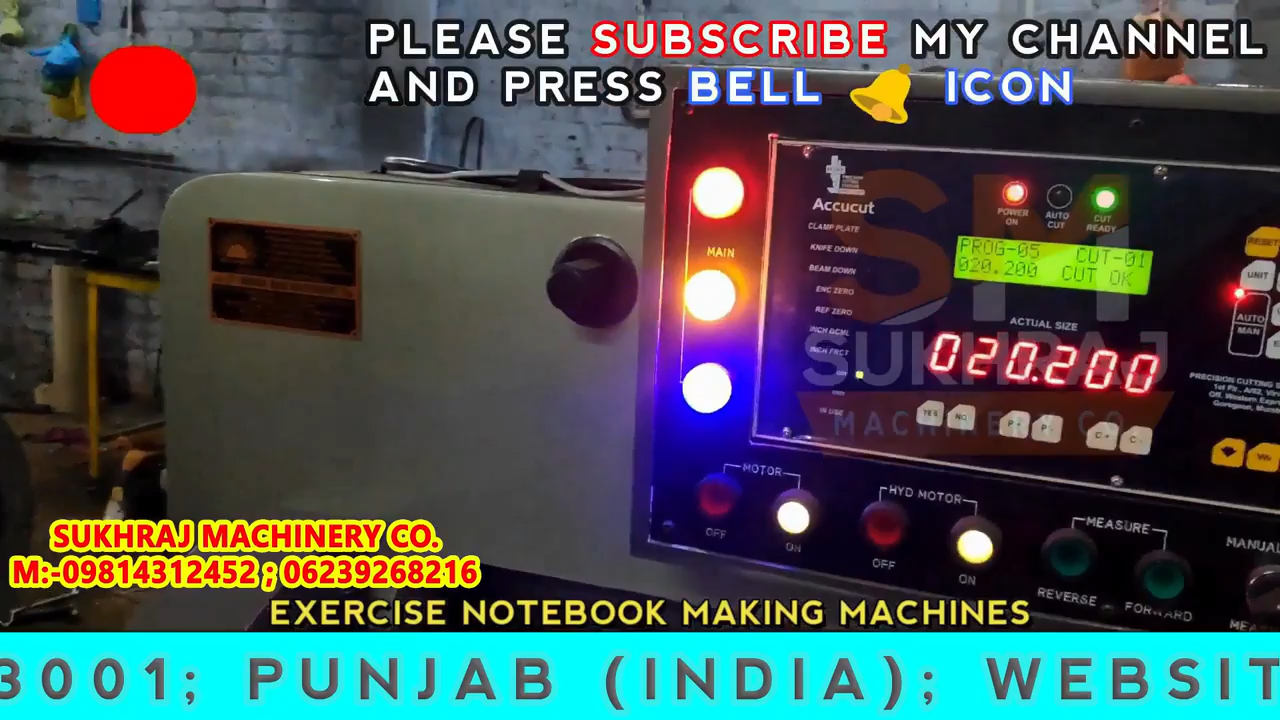 PLEASE SUBSCRIBE MY CHANNEL
AND PRESS BELL 🔔 ICON
Accucut
POWER ON
AUTO CUT
CUT READY
RESET
CLAMP PLATE
KNIFE DOWN
BEAM DOWN
ENC ZERO
REF ZERO
INCH DCML
INCH FRCT
IN USE
MAIN
PROG-05 CUT-01
020.200 CUT OK
UNIT
AUTO
MAN
ACTUAL SIZE
020.200
SM
SUKHRAJ
MACHINERY CO.
YES NO P+ P- C+ C-
PRECISION CUTTING
MOTOR
OFF ON
HYD MOTOR
OFF ON
MEASURE
REVERSE FORWARD
MANUAL
SUKHRAJ MACHINERY CO.
M:-09814312452 ; 06239268216
EXERCISE NOTEBOOK MAKING MACHINES
3001; PUNJAB (INDIA); WEBSIT